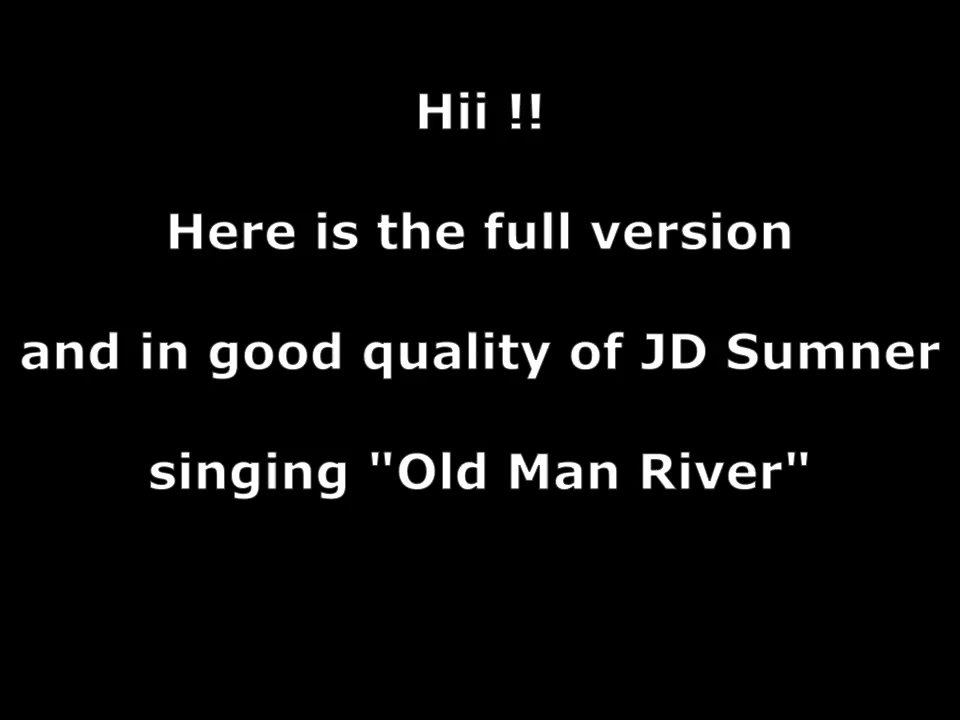 Hii !!
Here is the full version
and in good quality of JD Sumner
singing "Old Man River"